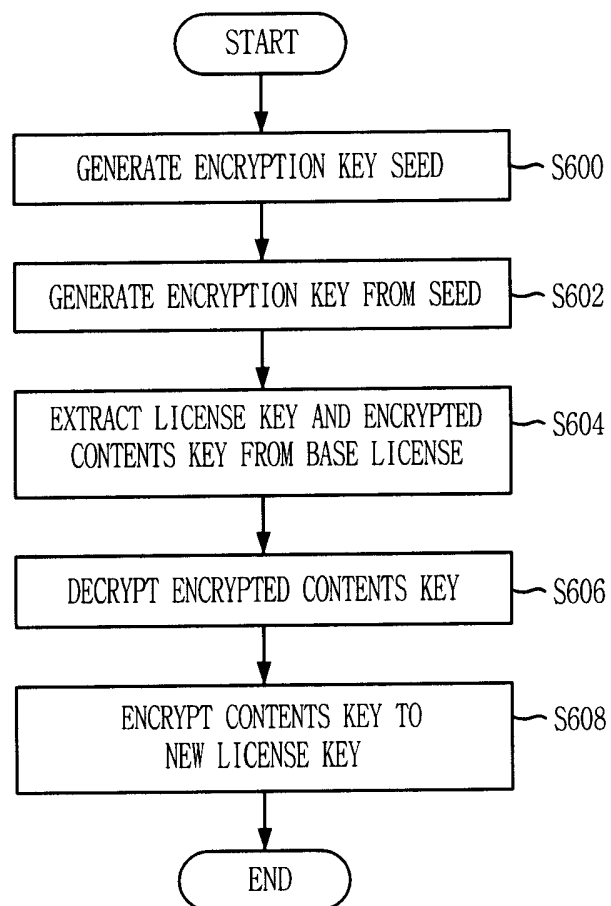 START
GENERATE ENCRYPTION KEY SEED
S600
GENERATE ENCRYPTION KEY FROM SEED
S602
EXTRACT LICENSE KEY AND ENCRYPTED
CONTENTS KEY FROM BASE LICENSE
S604
DECRYPT ENCRYPTED CONTENTS KEY
S606
ENCRYPT CONTENTS KEY TO
NEW LICENSE KEY
S608
END